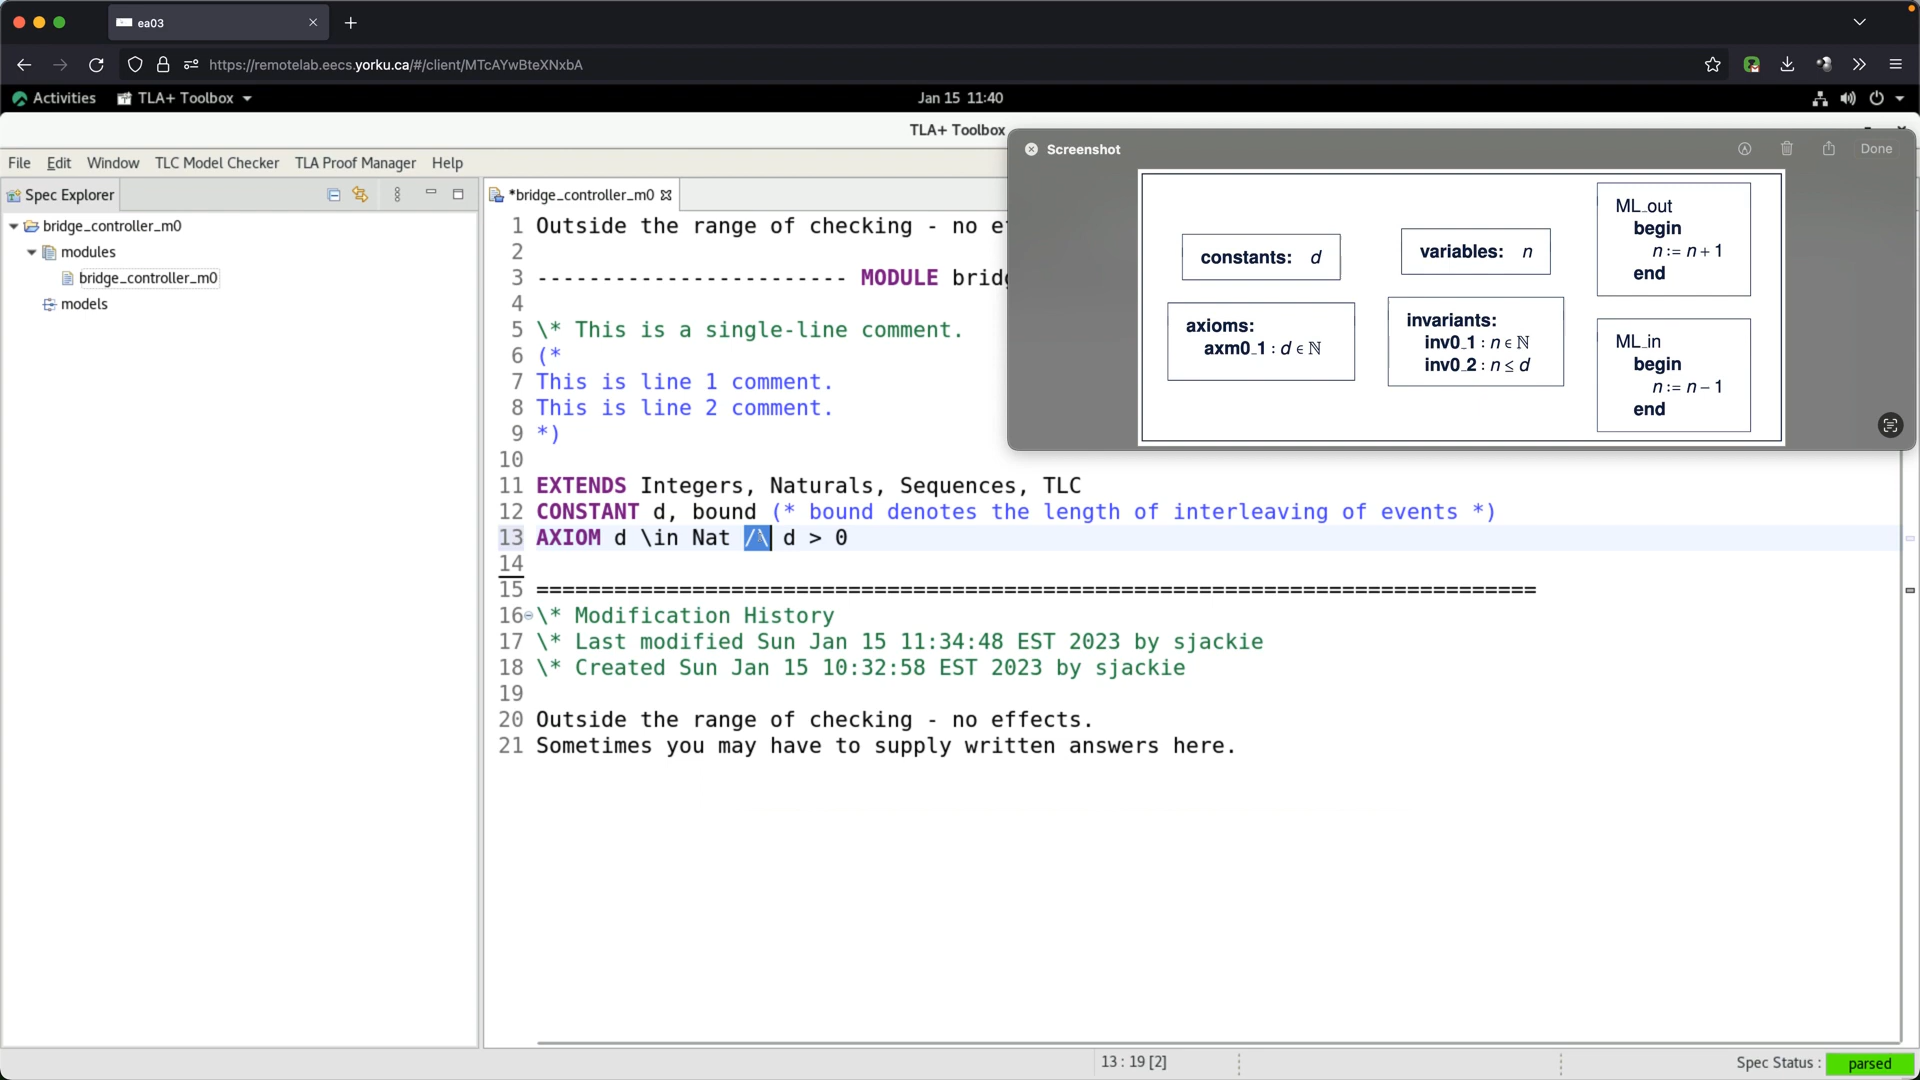 ea03
https://remotelab.eecs.yorku.ca/#/client/MTcAYwBteXNxbA
Activities TLA+ Toolbox Jan 15 11:40
TLA+ Toolbox
File Edit Window TLC Model Checker TLA Proof Manager Help
Spec Explorer
bridge_controller_m0
modules
bridge_controller_m0
models
*bridge_controller_m0
1 Outside the range of checking - no e
2
3 ------------------------ MODULE brid
4
5 \* This is a single-line comment.
6 (*
7 This is line 1 comment.
8 This is line 2 comment.
9 *)
10
11 EXTENDS Integers, Naturals, Sequences, TLC
12 CONSTANT d, bound (* bound denotes the length of interleaving of events *)
13 AXIOM d \in Nat /\ d > 0
14
15 =============================================================================
16 \* Modification History
17 \* Last modified Sun Jan 15 11:34:48 EST 2023 by sjackie
18 \* Created Sun Jan 15 10:32:58 EST 2023 by sjackie
19
20 Outside the range of checking - no effects.
21 Sometimes you may have to supply written answers here.
Screenshot Done
constants: d
axioms:
axm0_1 : d ∈ ℕ
variables: n
invariants:
inv0_1 : n ∈ ℕ
inv0_2 : n ≤ d
ML_out
begin
n := n + 1
end
ML_in
begin
n := n − 1
end
13 : 19 [2]
Spec Status : parsed